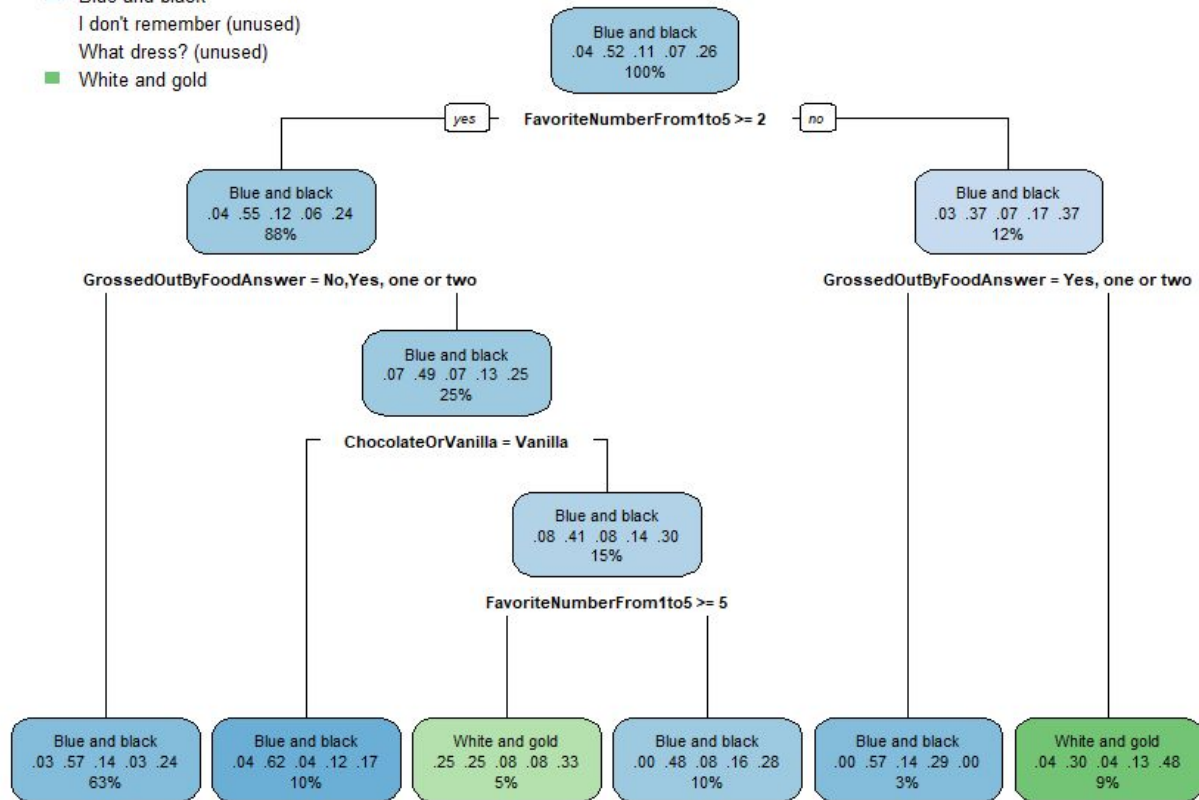 Blue and black
I don't remember (unused)
What dress? (unused)
White and gold
Blue and black
.04 .52 .11 .07 .26
100%
yes
FavoriteNumberFrom1to5 >= 2
no
Blue and black
.04 .55 .12 .06 .24
88%
Blue and black
.03 .37 .07 .17 .37
12%
GrossedOutByFoodAnswer = No,Yes, one or two
GrossedOutByFoodAnswer = Yes, one or two
Blue and black
.07 .49 .07 .13 .25
25%
ChocolateOrVanilla = Vanilla
Blue and black
.08 .41 .08 .14 .30
15%
FavoriteNumberFrom1to5 >= 5
Blue and black
.03 .57 .14 .03 .24
63%
Blue and black
.04 .62 .04 .12 .17
10%
White and gold
.25 .25 .08 .08 .33
5%
Blue and black
.00 .48 .08 .16 .28
10%
Blue and black
.00 .57 .14 .29 .00
3%
White and gold
.04 .30 .04 .13 .48
9%